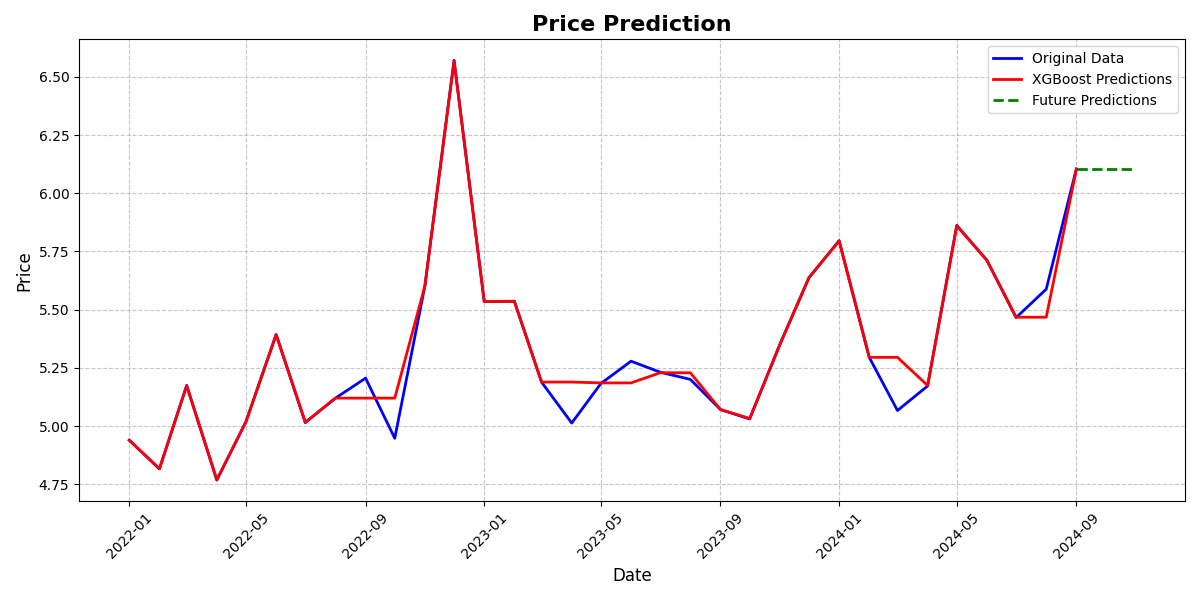 Price Prediction
Original Data
XGBoost Predictions
Future Predictions
Price
6.50
6.25
6.00
5.75
5.50
5.25
5.00
4.75
2022-01
2022-05
2022-09
2023-01
2023-05
2023-09
2024-01
2024-05
2024-09
Date